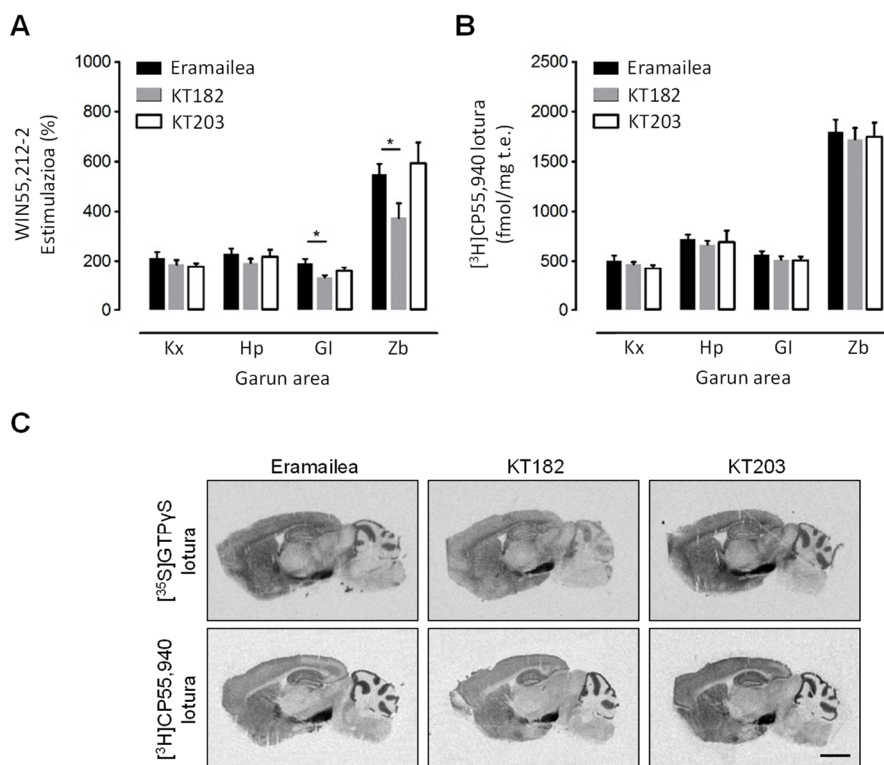 A
WIN55,212-2
Estimulazioa (%)
1000
800
600
400
200
0
Eramailea
KT182
KT203
*
*
Kx Hp Gl Zb
Garun area
B
[³H]CP55,940 lotura
(fmol/mg t.e.)
2500
2000
1500
1000
500
0
Eramailea
KT182
KT203
Kx Hp Gl Zb
Garun area
C
Eramailea KT182 KT203
[³⁵S]GTPγS
lotura
[³H]CP55,940
lotura